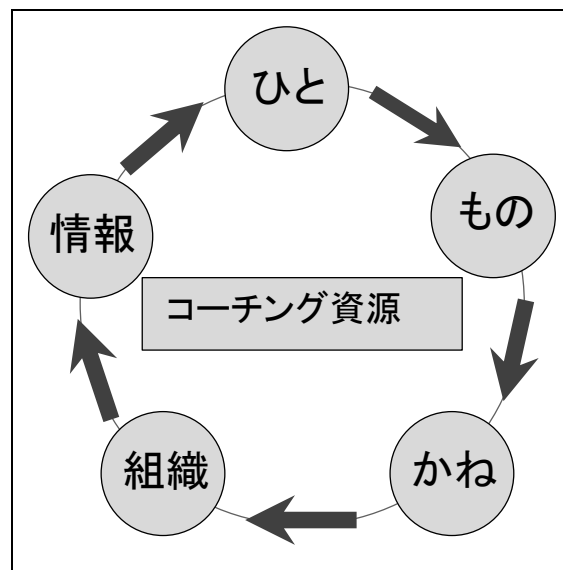 ひと
もの
情報
コーチング資源
組織
かね